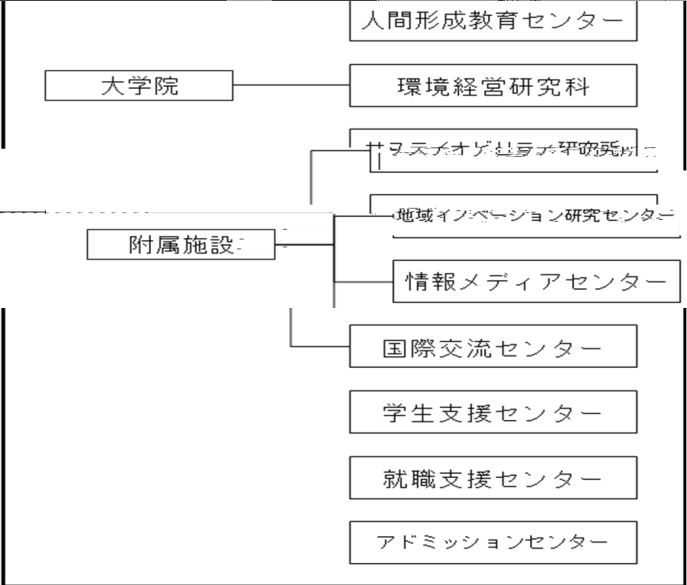 人間形成教育センター
大学院
環境経営研究科
地域イノベーション研究センター
附属施設
情報メディアセンター
国際交流センター
学生支援センター
就職支援センター
アドミッションセンター